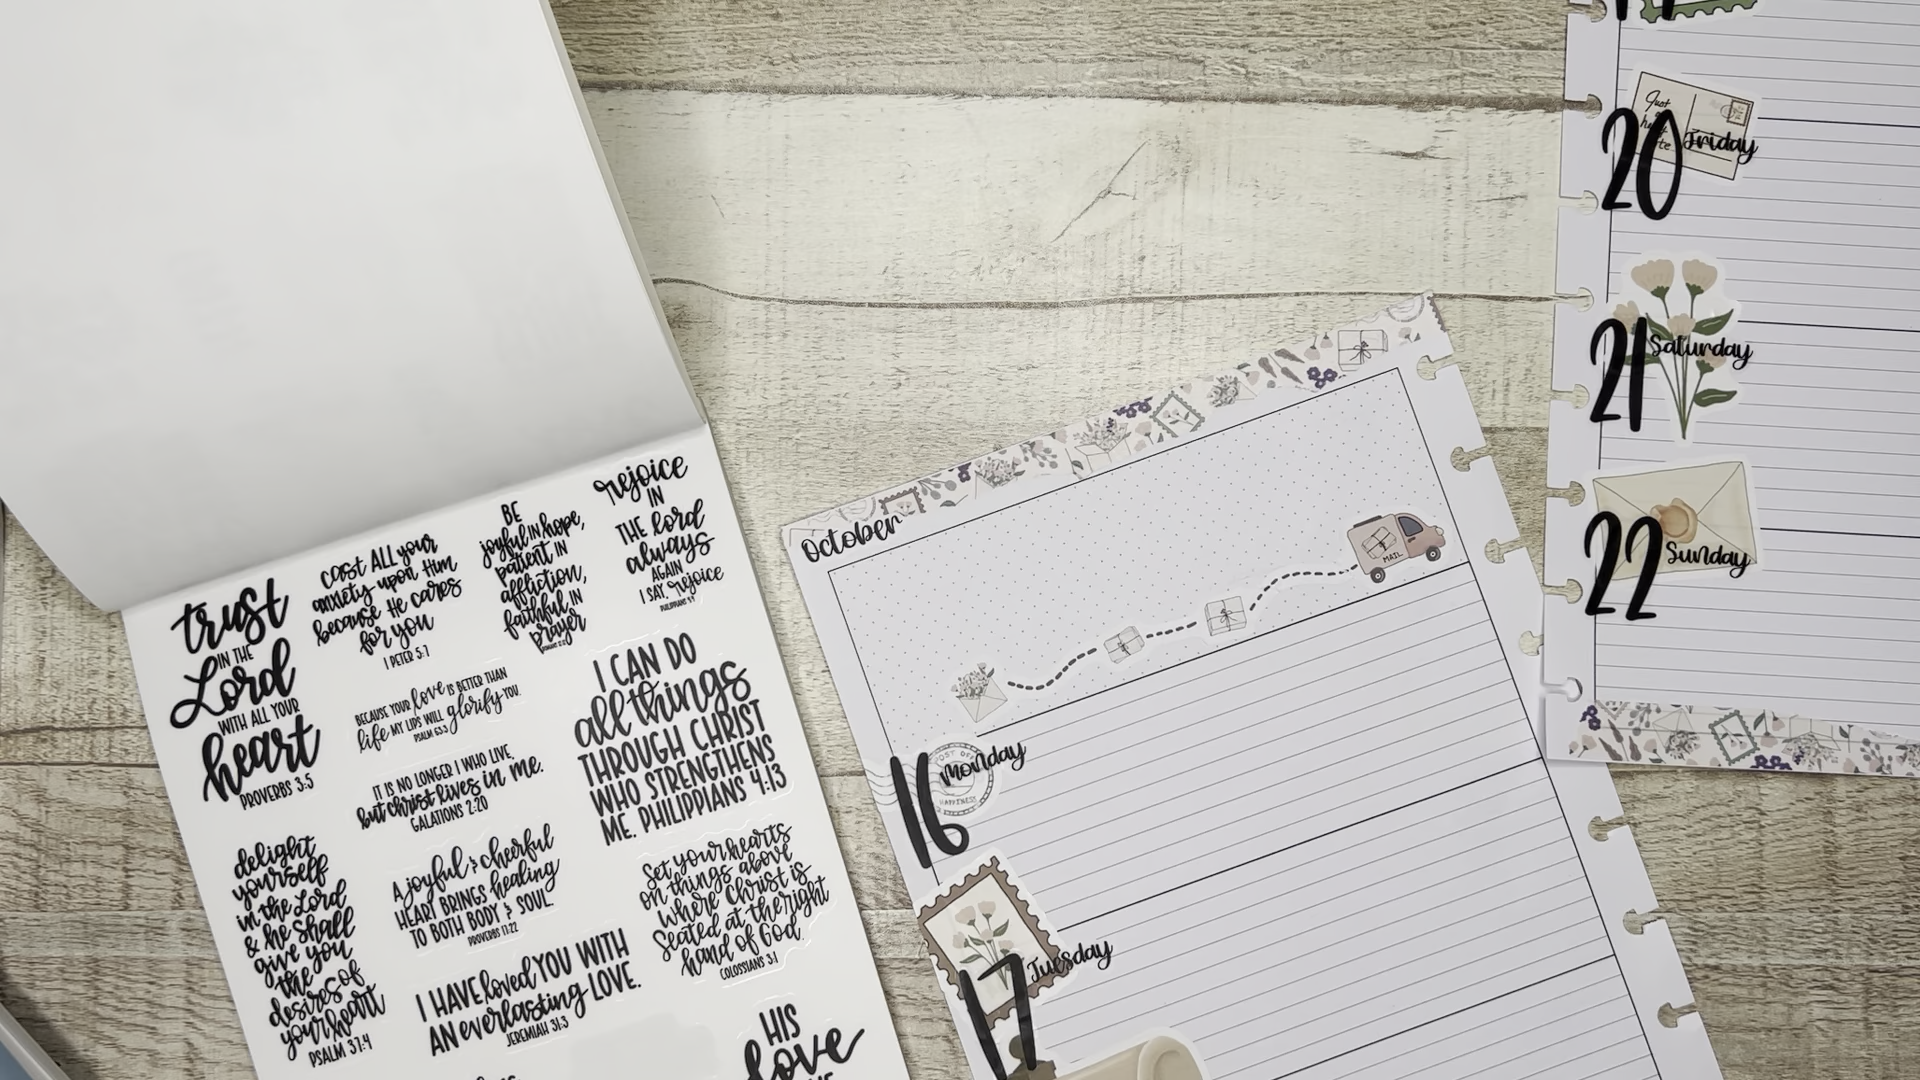 trust
IN THE
Lord
WITH ALL YOUR
heart
PROVERBS 3:5
cast ALL your
anxiety upon Him
because He cares
for you
1 PETER 5:7
BE
joyful IN hope,
patient IN
affliction,
faithful IN
prayer
rejoice
IN
THE lord
always
AGAIN
I SAY, rejoice
PHILIPPIANS 4:4
BECAUSE YOUR love IS BETTER THAN
life MY LIPS WILL glorify YOU.
PSALM 63:3
I CAN DO
all things
THROUGH CHRIST
WHO STRENGTHENS
ME. PHILIPPIANS 4:13
IT IS NO LONGER I WHO LIVE,
but christ lives in me.
GALATIONS 2:20
delight
yourself
in the Lord
& he shall
give you
the
desires of
your heart
PSALM 37:4
A joyful & cheerful
HEART BRINGS healing
TO BOTH BODY & SOUL.
PROVERBS 17:22
Set your hearts
on things above
where Christ is
Seated at the right
hand of God
COLOSSIANS 3:1
I HAVE loved YOU WITH
AN everlasting LOVE.
JEREMIAH 31:3
HIS
love
October
MAIL
16 Monday
POST OFFICE
HAPPINESS
17 Tuesday
Just
a
20 Friday
21 Saturday
22 Sunday